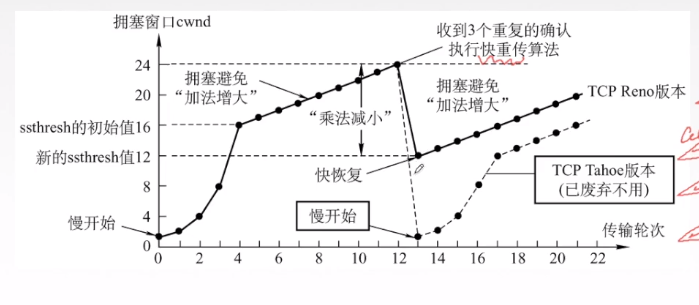 拥塞窗口cwnd
收到3个重复的确认
执行快重传算法
24
拥塞避免
“加法增大”
拥塞避免
“加法增大”
TCP Reno版本
20
“乘法减小”
ssthresh的初始值16
新的ssthresh值12
快恢复
TCP Tahoe版本
(已废弃不用)
8
慢开始
4
慢开始
传输轮次
0
0 2 4 6 8 10 12 14 16 18 20 22